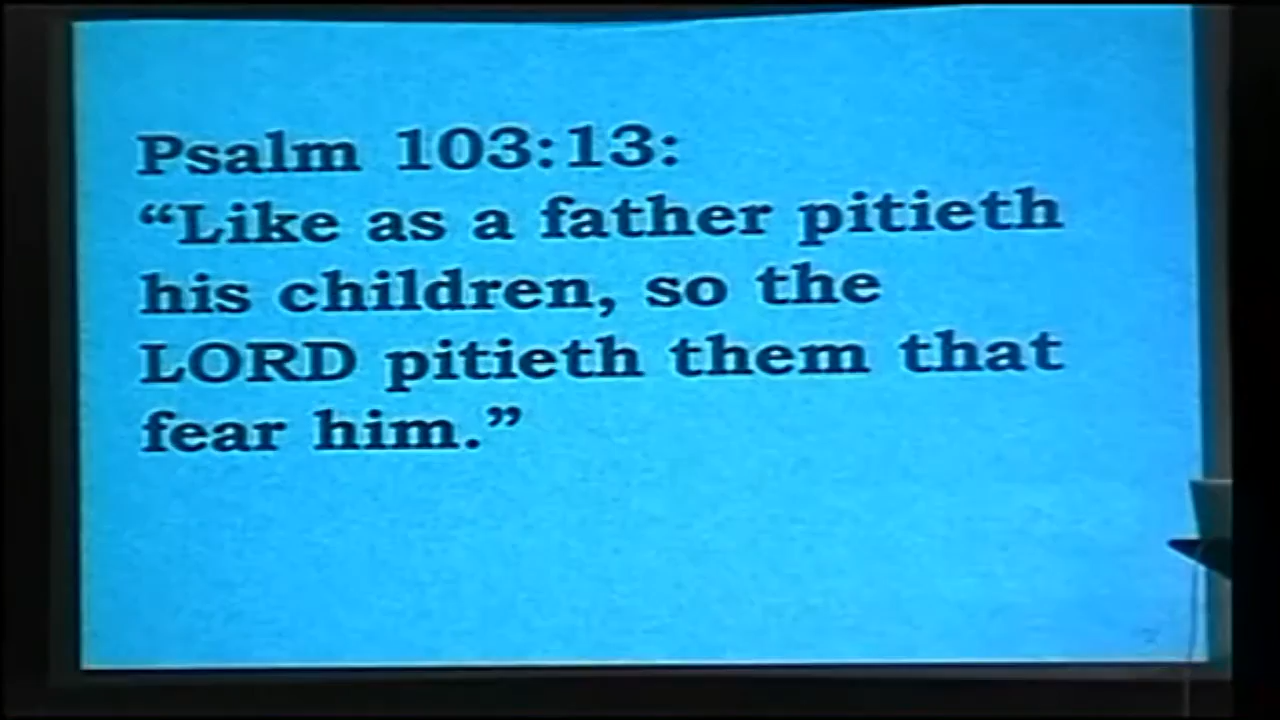 Psalm 103:13:
“Like as a father pitieth
his children, so the
LORD pitieth them that
fear him.”